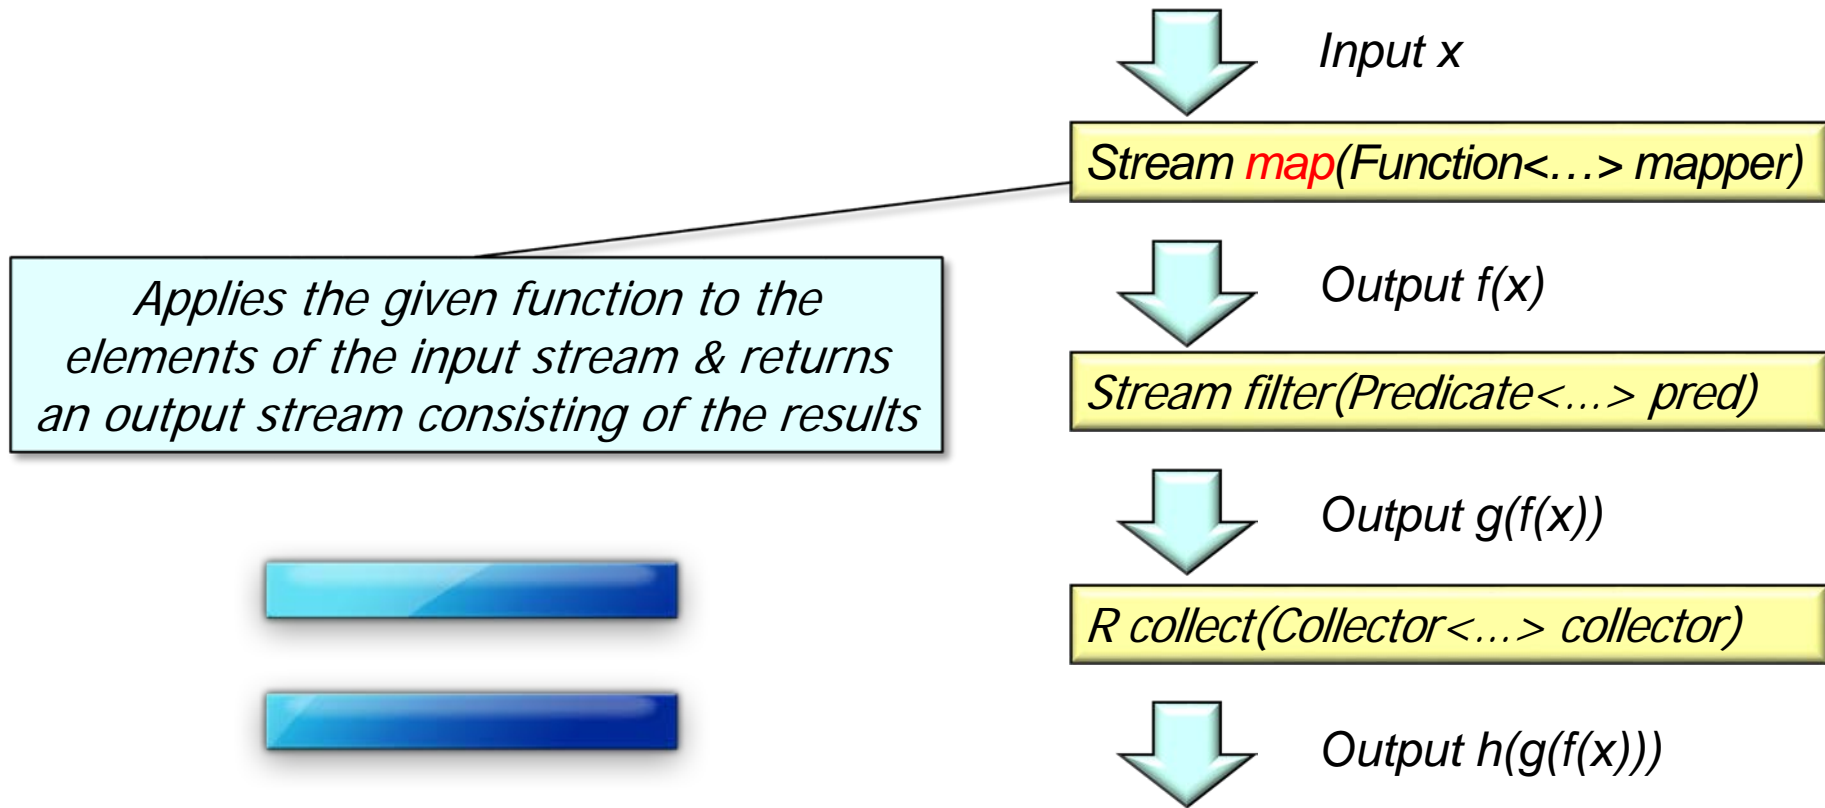 Input x
Stream map(Function<...> mapper)
Applies the given function to the
elements of the input stream & returns
an output stream consisting of the results
Output f(x)
Stream filter(Predicate<...> pred)
Output g(f(x))
R collect(Collector<...> collector)
Output h(g(f(x)))